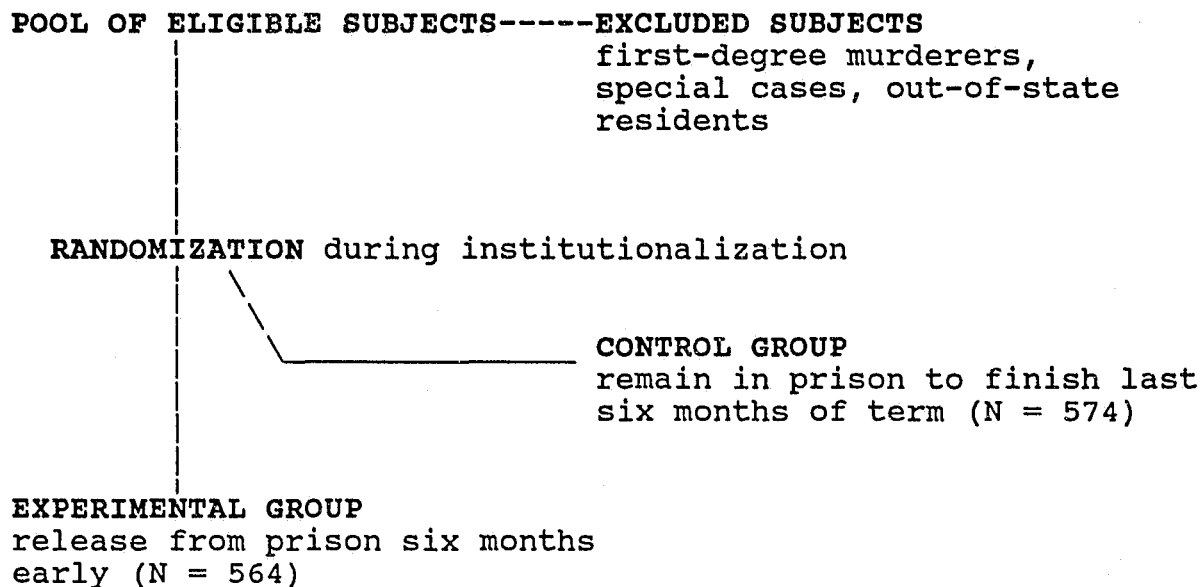 POOL OF ELIGIBLE SUBJECTS-----EXCLUDED SUBJECTS
first-degree murderers,
special cases, out-of-state
residents
RANDOMIZATION during institutionalization
CONTROL GROUP
remain in prison to finish last
six months of term (N = 574)
EXPERIMENTAL GROUP
release from prison six months
early (N = 564)